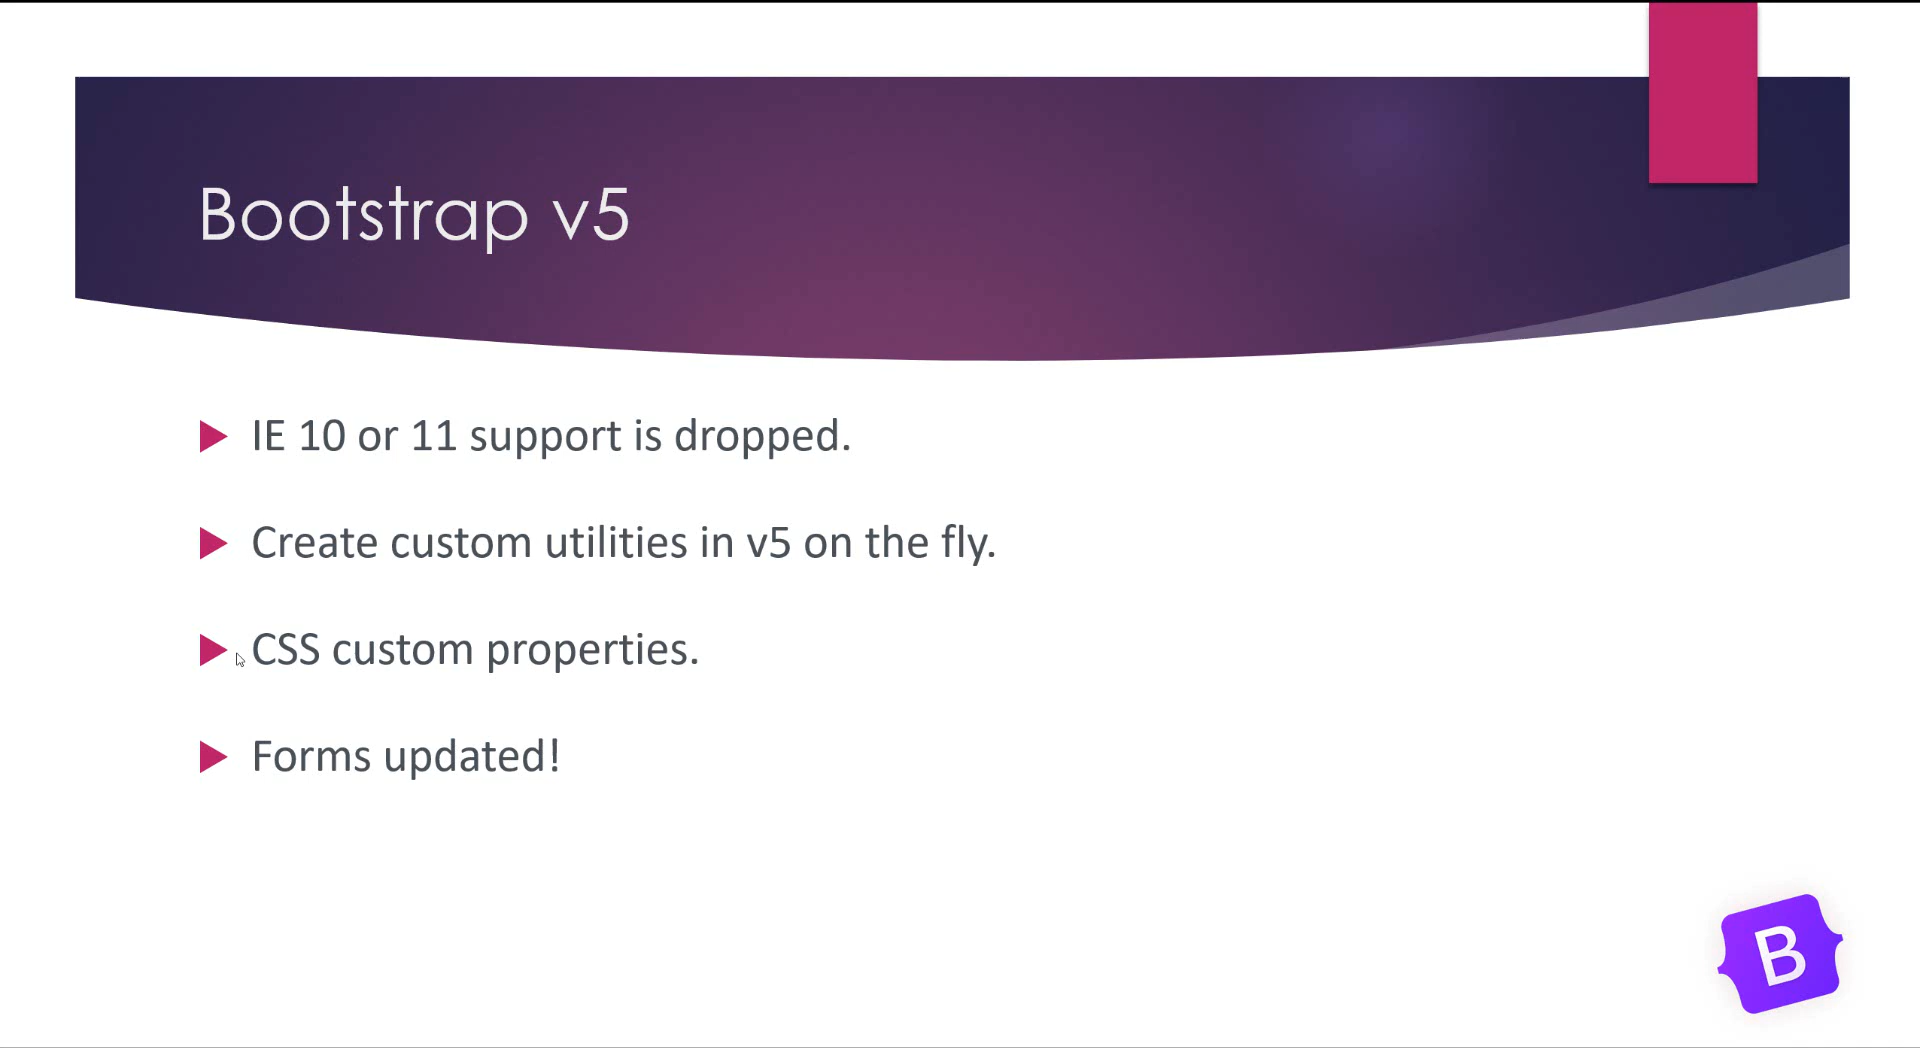 Bootstrap v5
IE 10 or 11 support is dropped.
Create custom utilities in v5 on the fly.
CSS custom properties.
Forms updated!
B